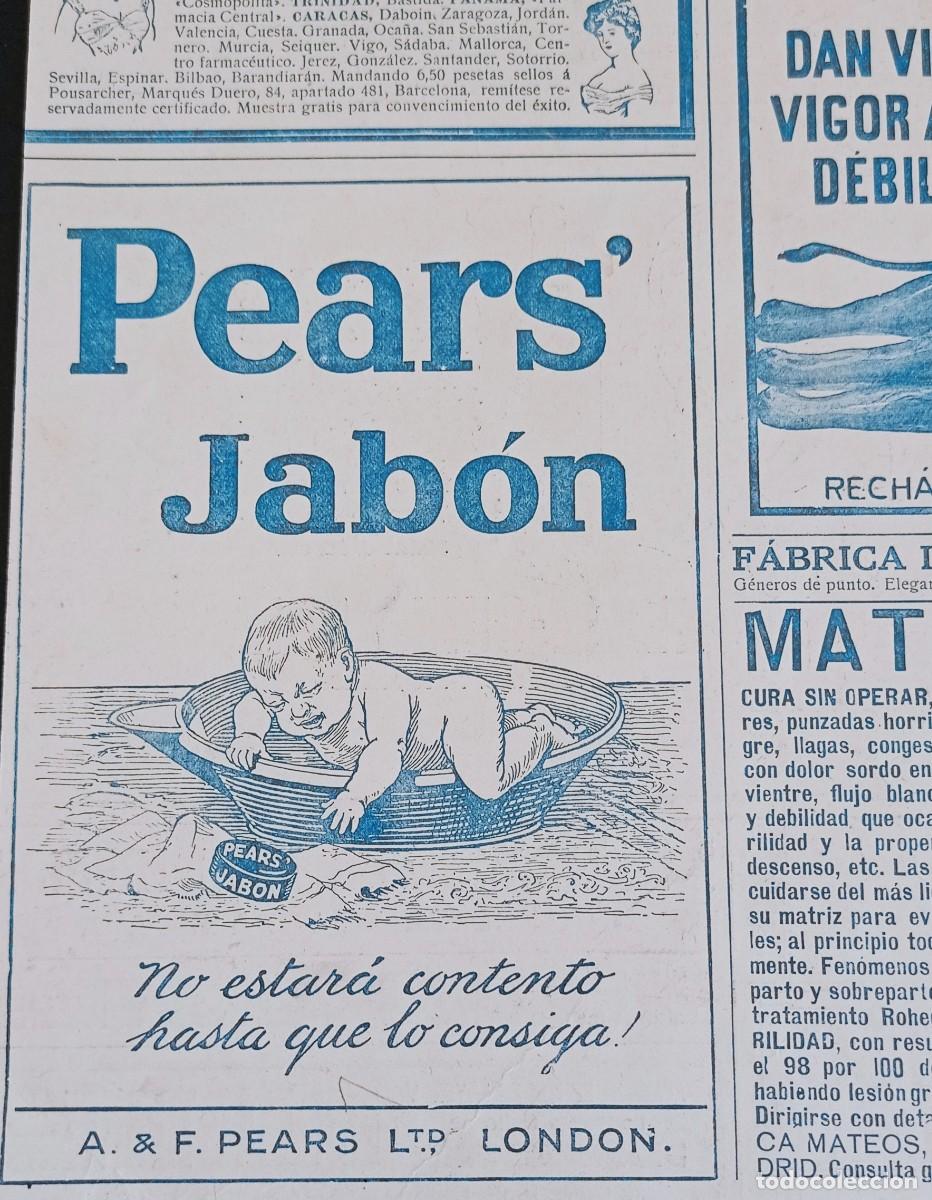 «Cosmopolita». TRINIDAD, Bastida. PANAMÁ, «Far-
macia Central». CARACAS, Daboin. Zaragoza, Jordán.
Valencia, Cuesta. Granada, Ocaña. San Sebastián, Tor-
nero. Murcia, Seiquer. Vigo, Sádaba. Mallorca, Cen-
tro farmacéutico. Jerez, González. Santander, Sotorrio.
Sevilla, Espinar. Bilbao, Barandiarán. Mandando 6,50 pesetas sellos á
Pousarcher, Marqués Duero, 84, apartado 481, Barcelona, remítese re-
servadamente certificado. Muestra gratis para convencimiento del éxito.
Pears'
Jabón
PEARS'
JABON
No estará contento
hasta que lo consiga!
A. & F. PEARS LTD, LONDON.
DAN VI
VIGOR
DÉBIL
RECHÁ
FÁBRICA
Géneros de punto. Elegan
MAT
CURA SIN OPERAR,
res, punzadas horri
gre, llagas, conges
con dolor sordo en
vientre, flujo blanc
y debilidad que oca
rilidad y la prope
descenso, etc. Las
cuidarse del más li
su matriz para ev
les; al principio to
mente. Fenómenos
parto y sobreparto
tratamiento Rohe
RILIDAD, con resu
el 98 por 100 d
habiendo lesión gr
Dirigirse con deta
CA MATEOS,
DRID. Consulta g
todocoleccion